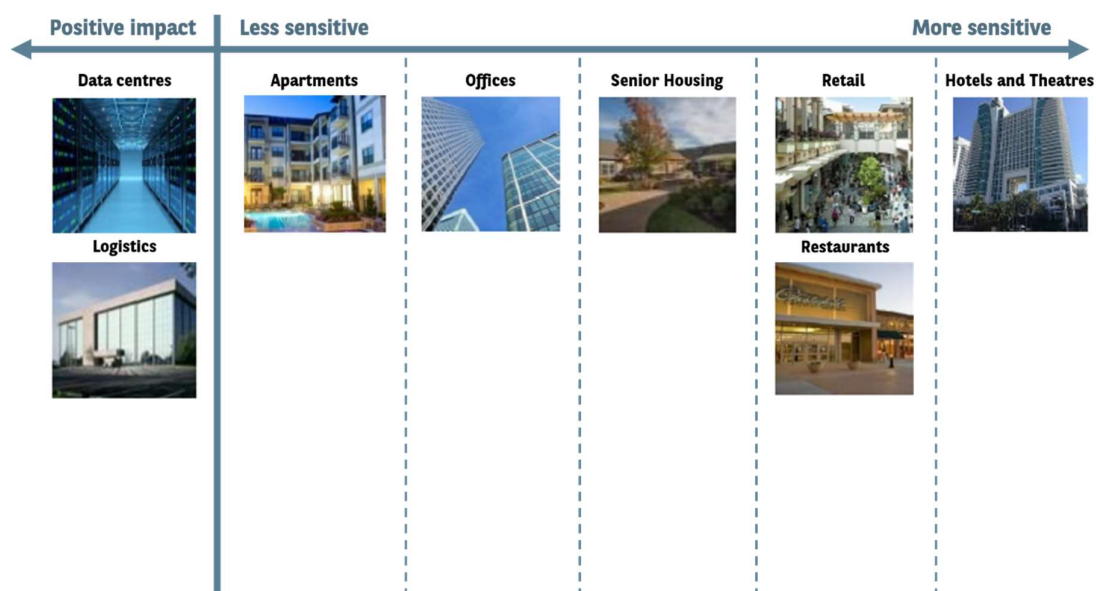 Positive impact
Less sensitive
More sensitive
Data centres
Apartments
Offices
Senior Housing
Retail
Hotels and Theatres
Logistics
Restaurants